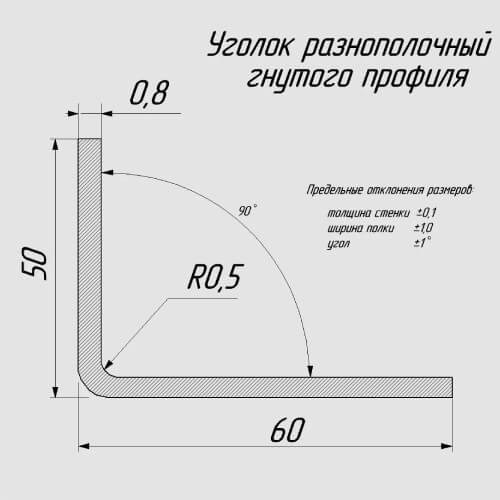 Уголок разнополочный
гнутого профиля
0,8
Предельные отклонения размеров:
толщина стенки ±0,1
ширина полки ±1,0
угол ±1°
90°
50
R0,5
60